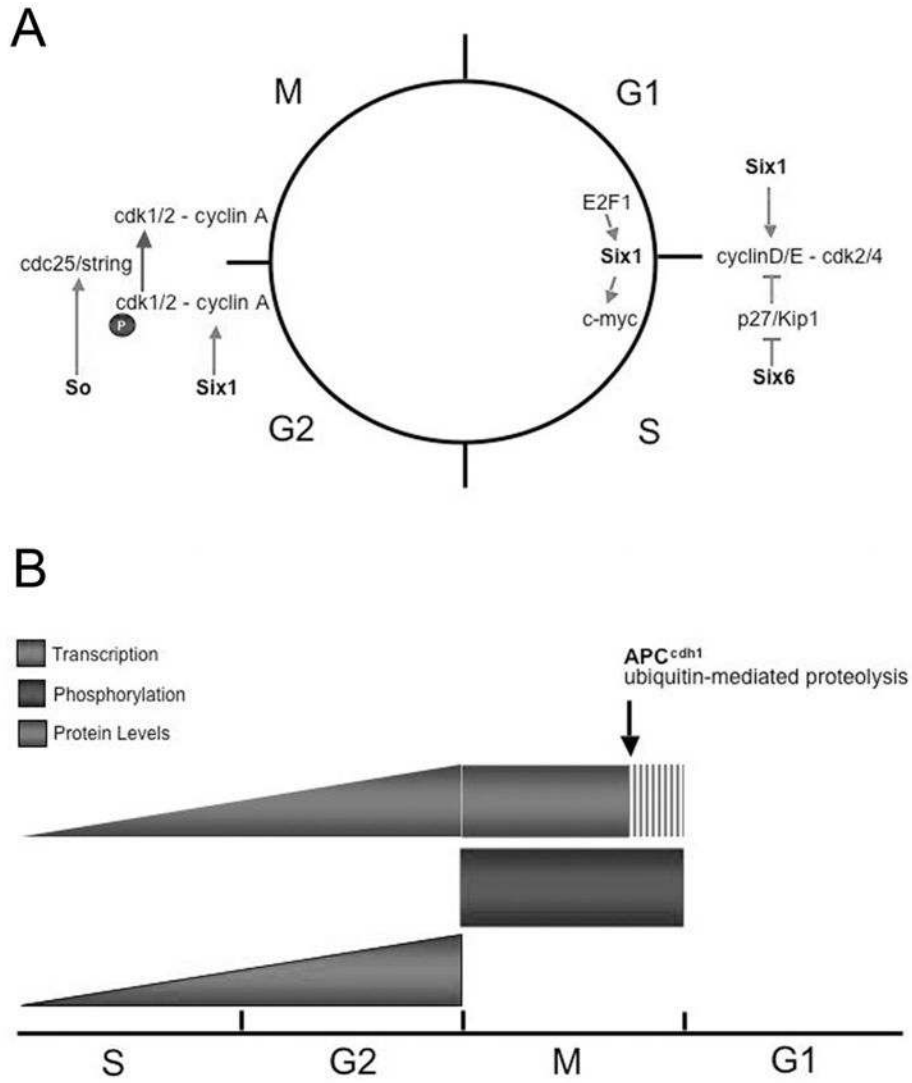 A
M
G1
Six1
cdk1/2 - cyclin A
E2F1
cdc25/string
Six1
cyclinD/E - cdk2/4
cdk1/2 - cyclin A
P
c-myc
p27/Kip1
So
Six1
Six6
G2
S
B
Transcription
Phosphorylation
Protein Levels
APCcdh1
ubiquitin-mediated proteolysis
S
G2
M
G1